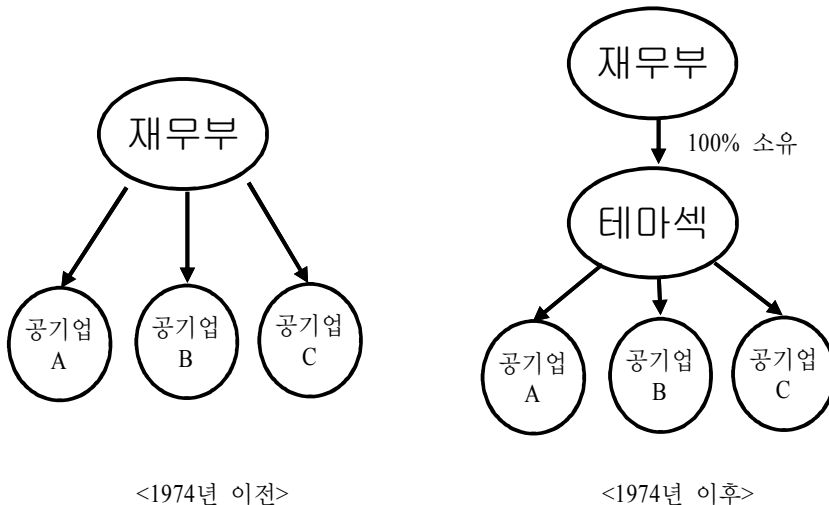 재무부
공기업
A
공기업
B
공기업
C
<1974년 이전>
재무부
100% 소유
테마섹
공기업
A
공기업
B
공기업
C
<1974년 이후>